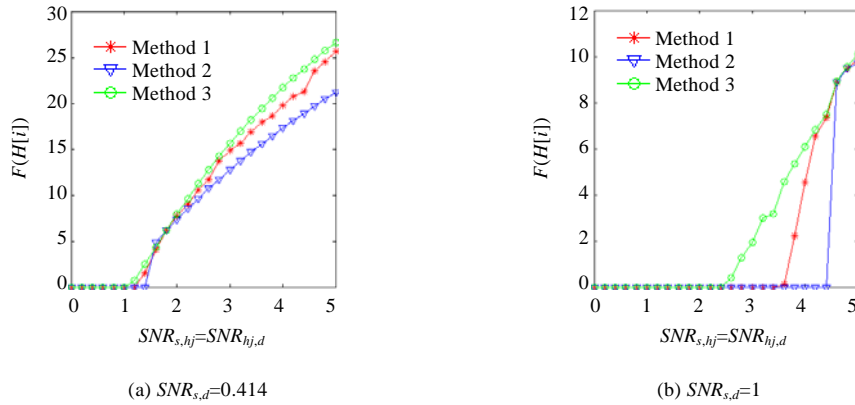 30
25
20
15
10
5
0
F(H[i])
Method 1
Method 2
Method 3
0 1 2 3 4 5
SNRs,hj=SNRhj,d
(a) SNRs,d=0.414
12
10
8
6
4
2
0
F(H[i])
Method 1
Method 2
Method 3
0 1 2 3 4 5
SNRs,hj=SNRhj,d
(b) SNRs,d=1